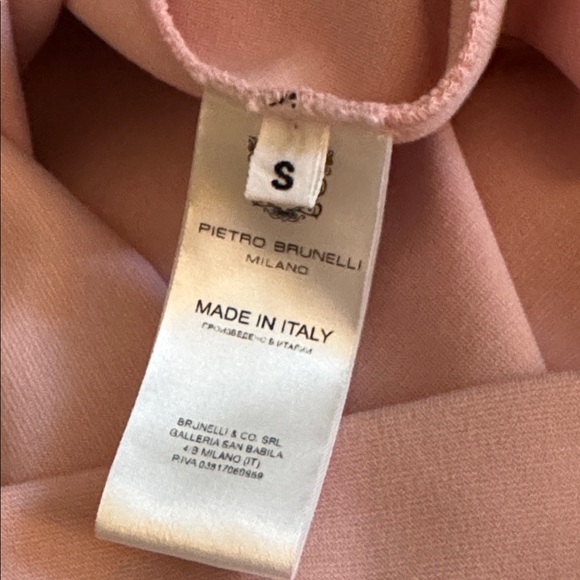 S
PIETRO BRUNELLI
MILANO
MADE IN ITALY
BRUNELLI & CO. SRL
GALLERIA SAN BABILA
4/B MILANO (IT)
P.IVA 03817060969